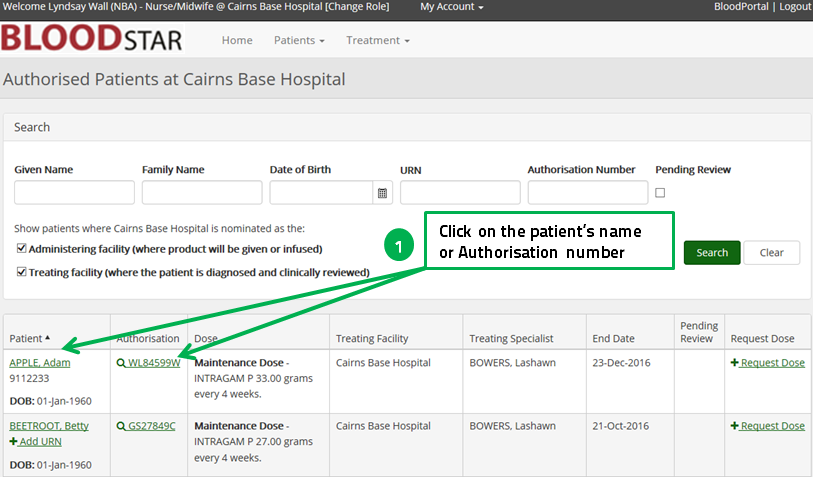 Welcome Lyndsay Wall (NBA) - Nurse/Midwife @ Cairns Base Hospital [Change Role] My Account BloodPortal | Logout
BLOODSTAR Home Patients Treatment
Authorised Patients at Cairns Base Hospital
Search
Given Name Family Name Date of Birth URN Authorisation Number Pending Review
Show patients where Cairns Base Hospital is nominated as the:
Administering facility (where product will be given or infused)
Treating facility (where the patient is diagnosed and clinically reviewed)
1 Click on the patient's name
or Authorisation number
Search Clear
Patient Authorisation Dose Treating Facility Treating Specialist End Date Pending Review Request Dose
APPLE, Adam WL84599W Maintenance Dose - Cairns Base Hospital BOWERS, Lashawn 23-Dec-2016 Request Dose
9112233 INTRAGAM P 33.00 grams
DOB: 01-Jan-1960 every 4 weeks.
BEETROOT, Betty GS27849C Maintenance Dose - Cairns Base Hospital BOWERS, Lashawn 21-Oct-2016 Request Dose
Add URN INTRAGAM P 27.00 grams
every 4 weeks.
DOB: 01-Jan-1960